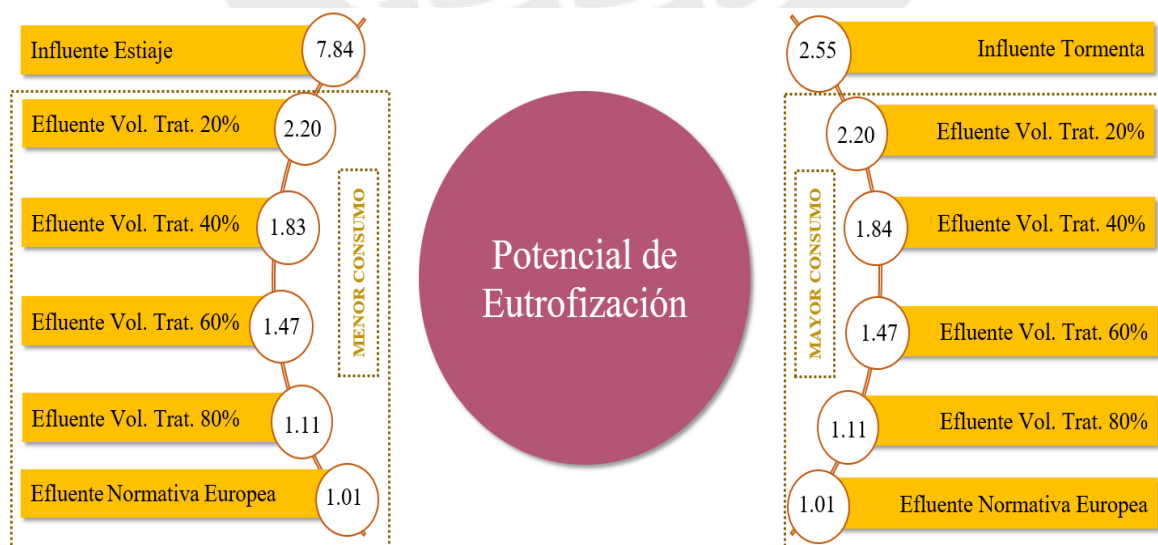 Influente Estiaje
7.84
Efluente Vol. Trat. 20%
2.20
Efluente Vol. Trat. 40%
1.83
Efluente Vol. Trat. 60%
1.47
Efluente Vol. Trat. 80%
1.11
Efluente Normativa Europea
1.01
MENOR CONSUMO
Potencial de
Eutrofización
MAYOR CONSUMO
2.55
Influente Tormenta
2.20
Efluente Vol. Trat. 20%
1.84
Efluente Vol. Trat. 40%
1.47
Efluente Vol. Trat. 60%
1.11
Efluente Vol. Trat. 80%
1.01
Efluente Normativa Europea